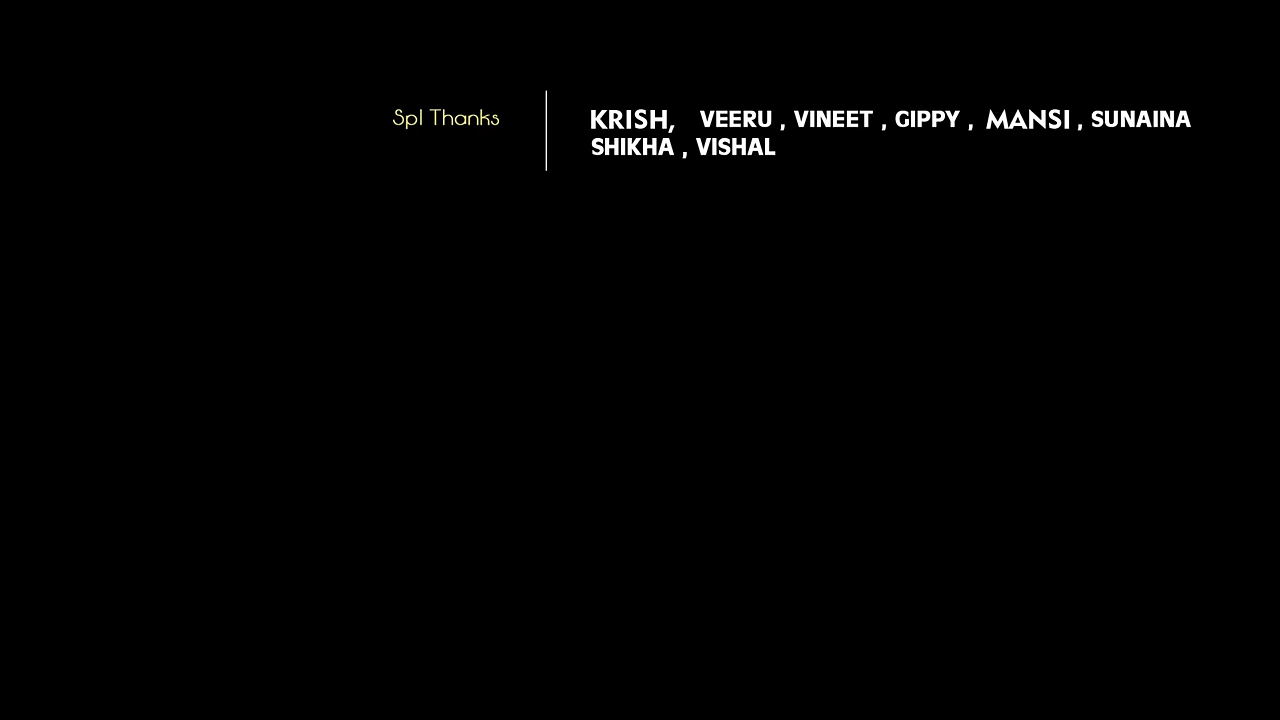 Spl Thanks
KRISH, VEERU , VINEET , GIPPY , MANSI , SUNAINA
SHIKHA , VISHAL